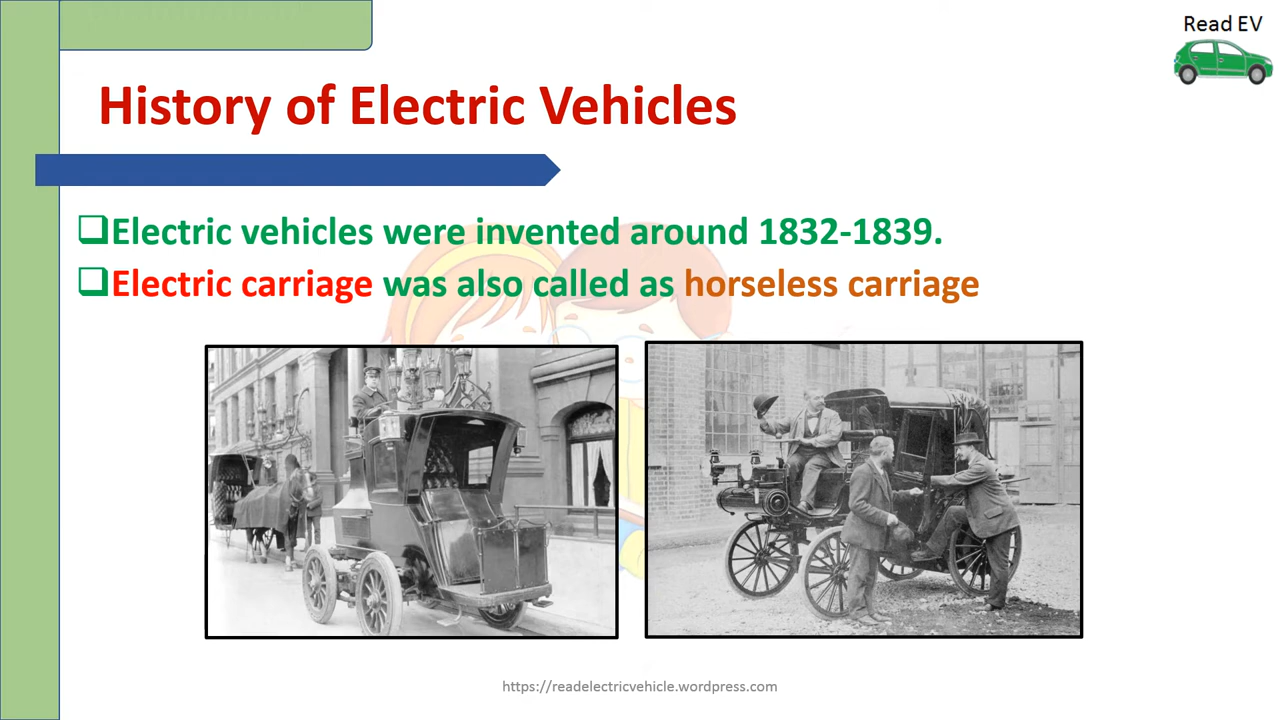 Read EV
History of Electric Vehicles
Electric vehicles were invented around 1832-1839.
Electric carriage was also called as horseless carriage
https://readelectricvehicle.wordpress.com